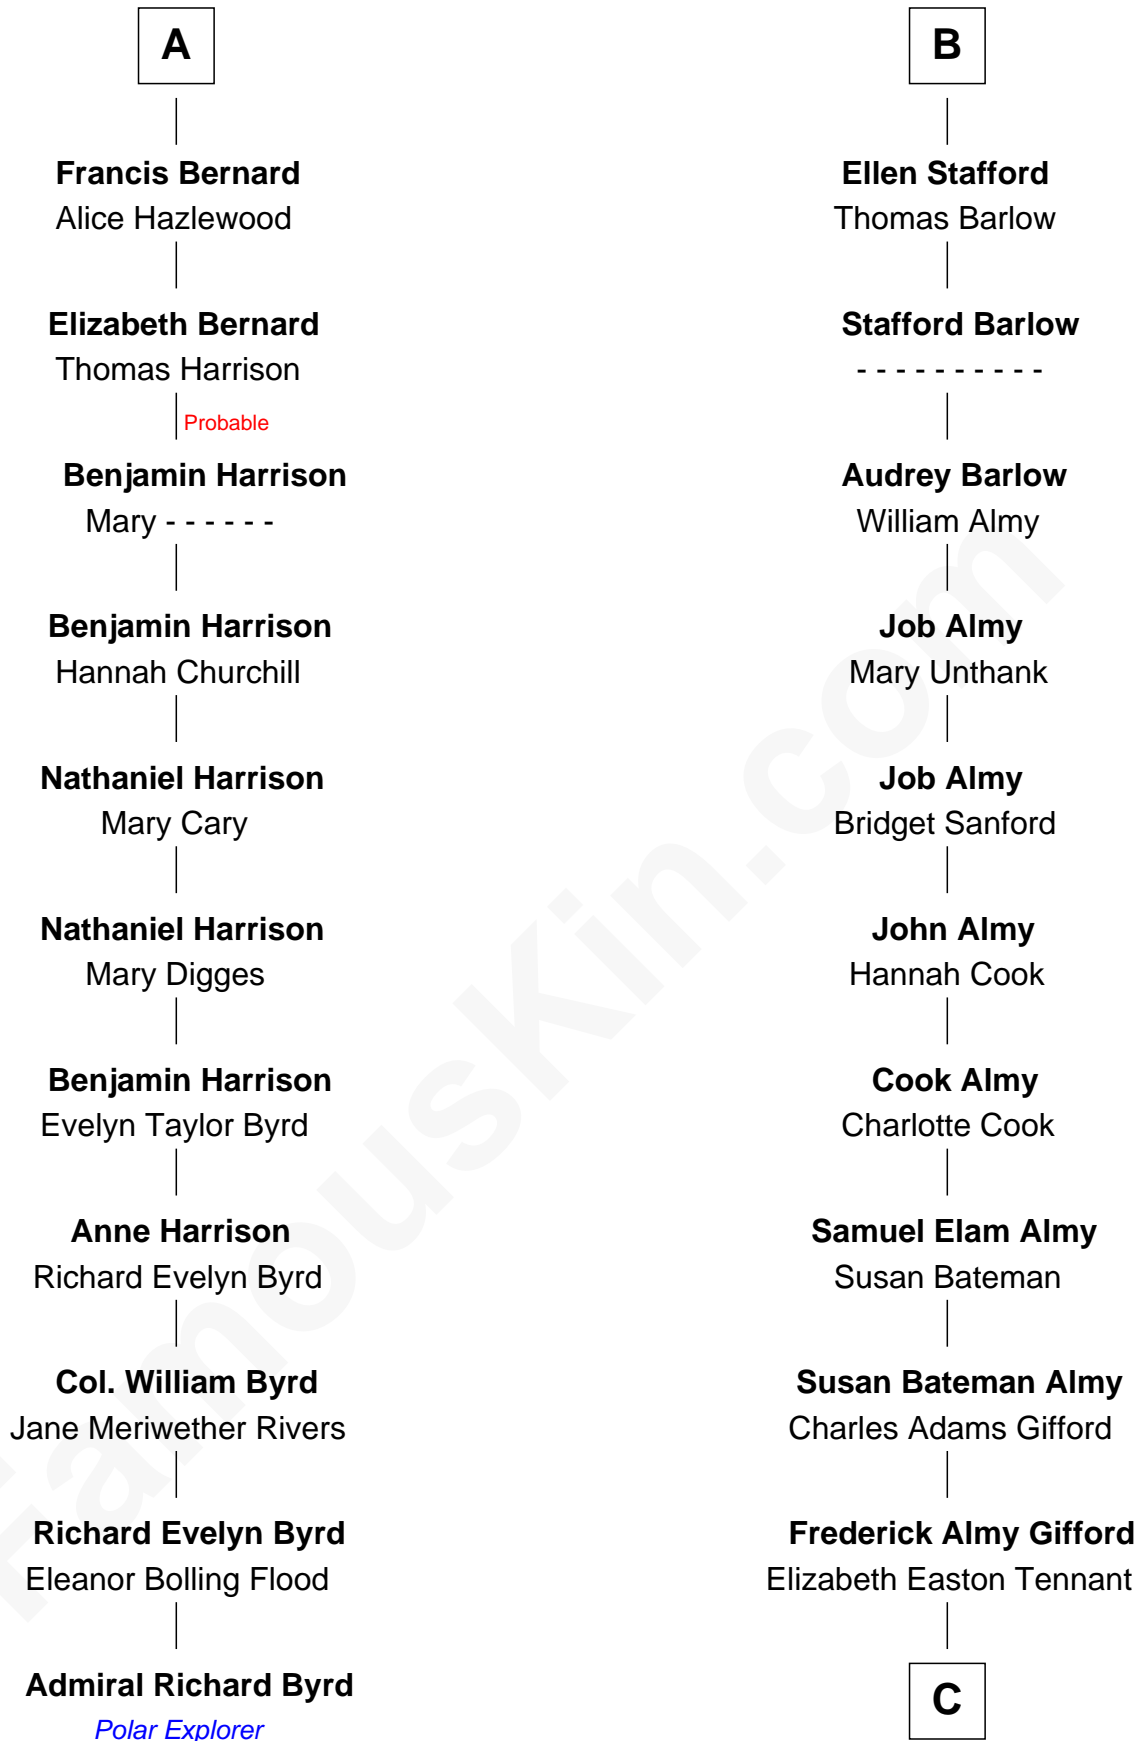 A
Francis Bernard
Alice Hazlewood
Elizabeth Bernard
Thomas Harrison
Probable
Benjamin Harrison
Mary - - - - - -
Benjamin Harrison
Hannah Churchill
Nathaniel Harrison
Mary Cary
Nathaniel Harrison
Mary Digges
Benjamin Harrison
Evelyn Taylor Byrd
Anne Harrison
Richard Evelyn Byrd
Col. William Byrd
Jane Meriwether Rivers
Richard Evelyn Byrd
Eleanor Bolling Flood
Admiral Richard Byrd
Polar Explorer
B
Ellen Stafford
Thomas Barlow
Stafford Barlow
- - - - - - - - - -
Audrey Barlow
William Almy
Job Almy
Mary Unthank
Job Almy
Bridget Sanford
John Almy
Hannah Cook
Cook Almy
Charlotte Cook
Samuel Elam Almy
Susan Bateman
Susan Bateman Almy
Charles Adams Gifford
Frederick Almy Gifford
Elizabeth Easton Tennant
C
FamousKin.com